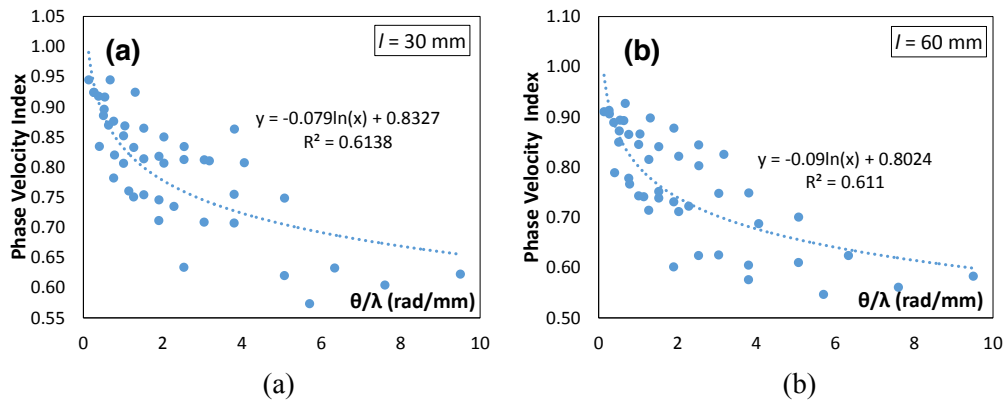 (a)
l = 30 mm
1.05
1.00
0.95
0.90
0.85
0.80
0.75
0.70
0.65
0.60
0.55
Phase Velocity Index
y = -0.079ln(x) + 0.8327
R² = 0.6138
θ/λ (rad/mm)
0 2 4 6 8 10
(a)
(b)
l = 60 mm
1.10
1.00
0.90
0.80
0.70
0.60
0.50
Phase Velocity Index
y = -0.09ln(x) + 0.8024
R² = 0.611
θ/λ (rad/mm)
0 2 4 6 8 10
(b)